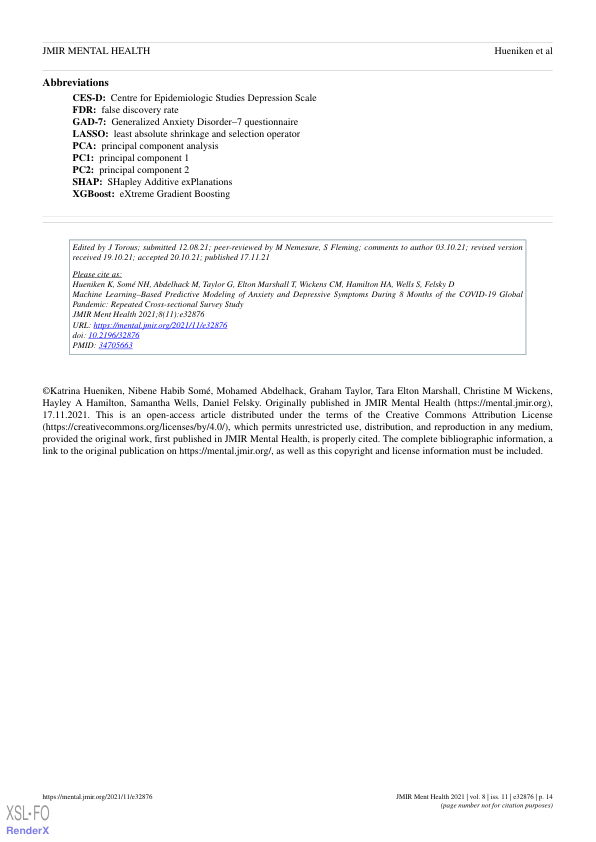 JMIR MENTAL HEALTH
Hueniken et al
Abbreviations
CES-D: Centre for Epidemiologic Studies Depression Scale
FDR: false discovery rate
GAD-7: Generalized Anxiety Disorder–7 questionnaire
LASSO: least absolute shrinkage and selection operator
PCA: principal component analysis
PC1: principal component 1
PC2: principal component 2
SHAP: SHapley Additive exPlanations
XGBoost: eXtreme Gradient Boosting
Edited by J Torous; submitted 12.08.21; peer-reviewed by M Nemesure, S Fleming; comments to author 03.10.21; revised version
received 19.10.21; accepted 20.10.21; published 17.11.21
Please cite as:
Hueniken K, Somé NH, Abdelhack M, Taylor G, Elton Marshall T, Wickens CM, Hamilton HA, Wells S, Felsky D
Machine Learning–Based Predictive Modeling of Anxiety and Depressive Symptoms During 8 Months of the COVID-19 Global
Pandemic: Repeated Cross-sectional Survey Study
JMIR Ment Health 2021;8(11):e32876
URL: https://mental.jmir.org/2021/11/e32876
doi: 10.2196/32876
PMID: 34705663
©Katrina Hueniken, Nibene Habib Somé, Mohamed Abdelhack, Graham Taylor, Tara Elton Marshall, Christine M Wickens,
Hayley A Hamilton, Samantha Wells, Daniel Felsky. Originally published in JMIR Mental Health (https://mental.jmir.org),
17.11.2021. This is an open-access article distributed under the terms of the Creative Commons Attribution License
(https://creativecommons.org/licenses/by/4.0/), which permits unrestricted use, distribution, and reproduction in any medium,
provided the original work, first published in JMIR Mental Health, is properly cited. The complete bibliographic information, a
link to the original publication on https://mental.jmir.org/, as well as this copyright and license information must be included.
https://mental.jmir.org/2021/11/e32876
JMIR Ment Health 2021 | vol. 8 | iss. 11 | e32876 | p. 14
(page number not for citation purposes)
XSL•FO
RenderX